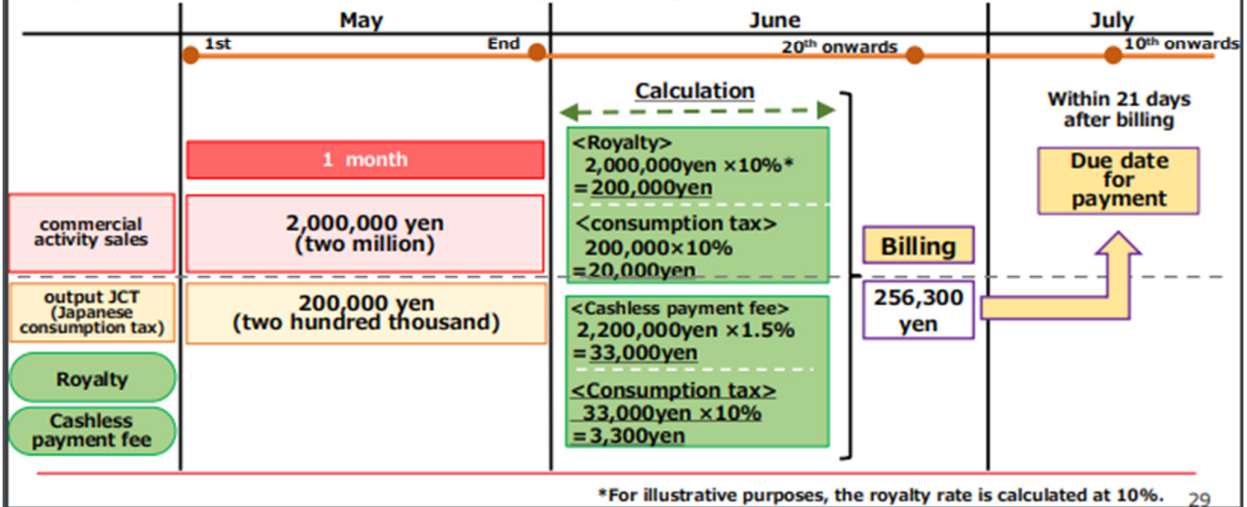 May
June
July
1st
End
20th onwards
10th onwards
Calculation
Within 21 days
after billing
1 month
<Royalty>
2,000,000yen ×10%*
=200,000yen
Due date
for
payment
commercial
activity sales
2,000,000 yen
(two million)
<consumption tax>
200,000×10%
=20,000yen
Billing
output JCT
(Japanese
consumption tax)
200,000 yen
(two hundred thousand)
<Cashless payment fee>
2,200,000yen ×1.5%
=33,000yen
256,300
yen
Royalty
<Consumption tax>
33,000yen ×10%
=3,300yen
Cashless
payment fee
*For illustrative purposes, the royalty rate is calculated at 10%.
29